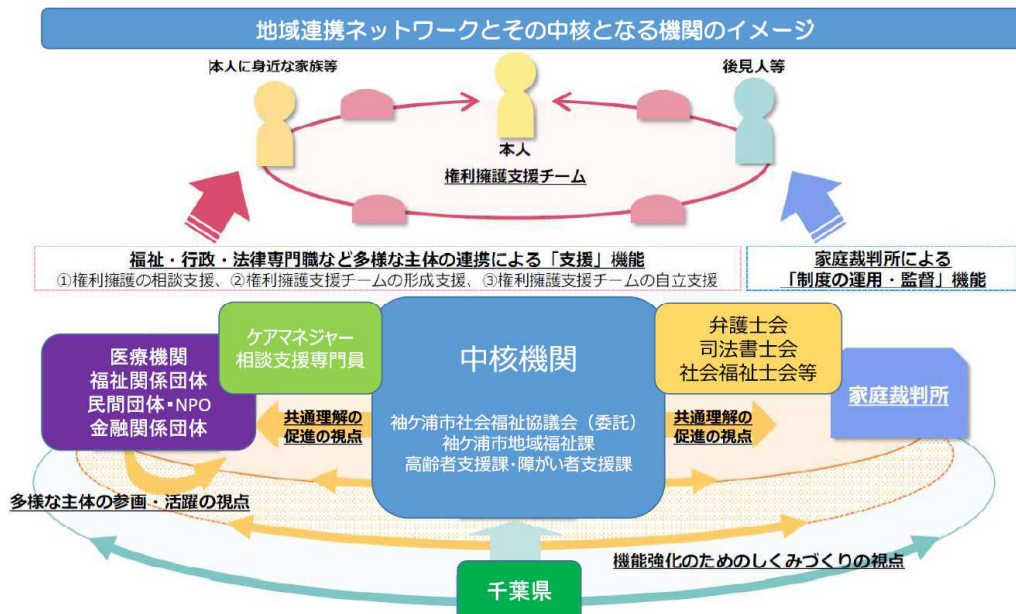 地域連携ネットワークとその中核となる機関のイメージ
本人に身近な家族等
後見人等
本人
権利擁護支援チーム
福祉・行政・法律専門職など多様な主体の連携による「支援」機能
①権利擁護の相談支援、②権利擁護支援チームの形成支援、③権利擁護支援チームの自立支援
家庭裁判所による
「制度の運用・監督」機能
ケアマネジャー
相談支援専門員
中核機関
弁護士会
司法書士会
社会福祉士会等
医療機関
福祉関係団体
民間団体・NPO
金融関係団体
家庭裁判所
共通理解の
促進の視点
袖ケ浦市社会福祉協議会(委託)
袖ケ浦市地域福祉課
高齢者支援課・障がい者支援課
共通理解の
促進の視点
多様な主体の参画・活躍の視点
機能強化のためのしくみづくりの視点
千葉県